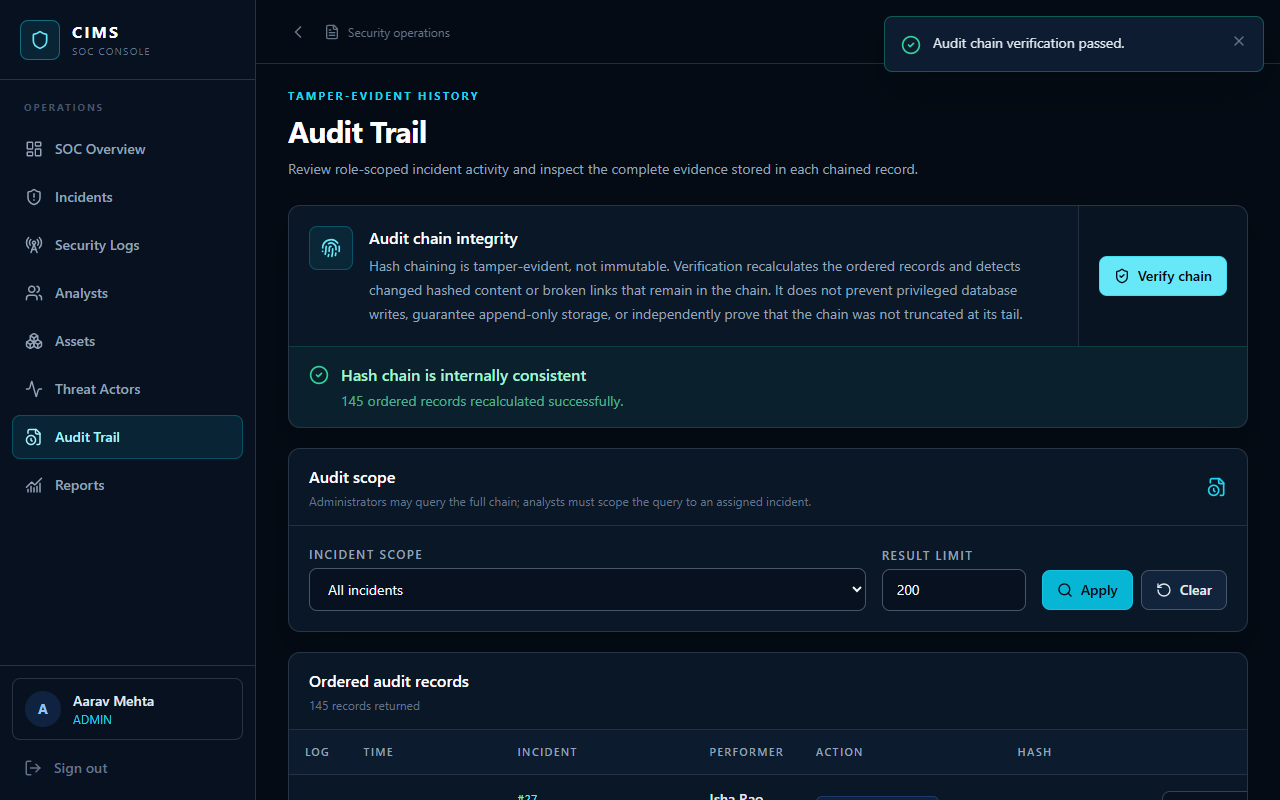 CIMS
SOC CONSOLE
OPERATIONS
SOC Overview
Incidents
Security Logs
Analysts
Assets
Threat Actors
Audit Trail
Reports
A
Aarav Mehta
ADMIN
Sign out
Security operations
Audit chain verification passed.
TAMPER-EVIDENT HISTORY
Audit Trail
Review role-scoped incident activity and inspect the complete evidence stored in each chained record.
Audit chain integrity
Hash chaining is tamper-evident, not immutable. Verification recalculates the ordered records and detects
changed hashed content or broken links that remain in the chain. It does not prevent privileged database
writes, guarantee append-only storage, or independently prove that the chain was not truncated at its tail.
Verify chain
Hash chain is internally consistent
145 ordered records recalculated successfully.
Audit scope
Administrators may query the full chain; analysts must scope the query to an assigned incident.
INCIDENT SCOPE
All incidents
RESULT LIMIT
200
Apply
Clear
Ordered audit records
145 records returned
LOG TIME INCIDENT PERFORMER ACTION HASH
#27 Isha Rao